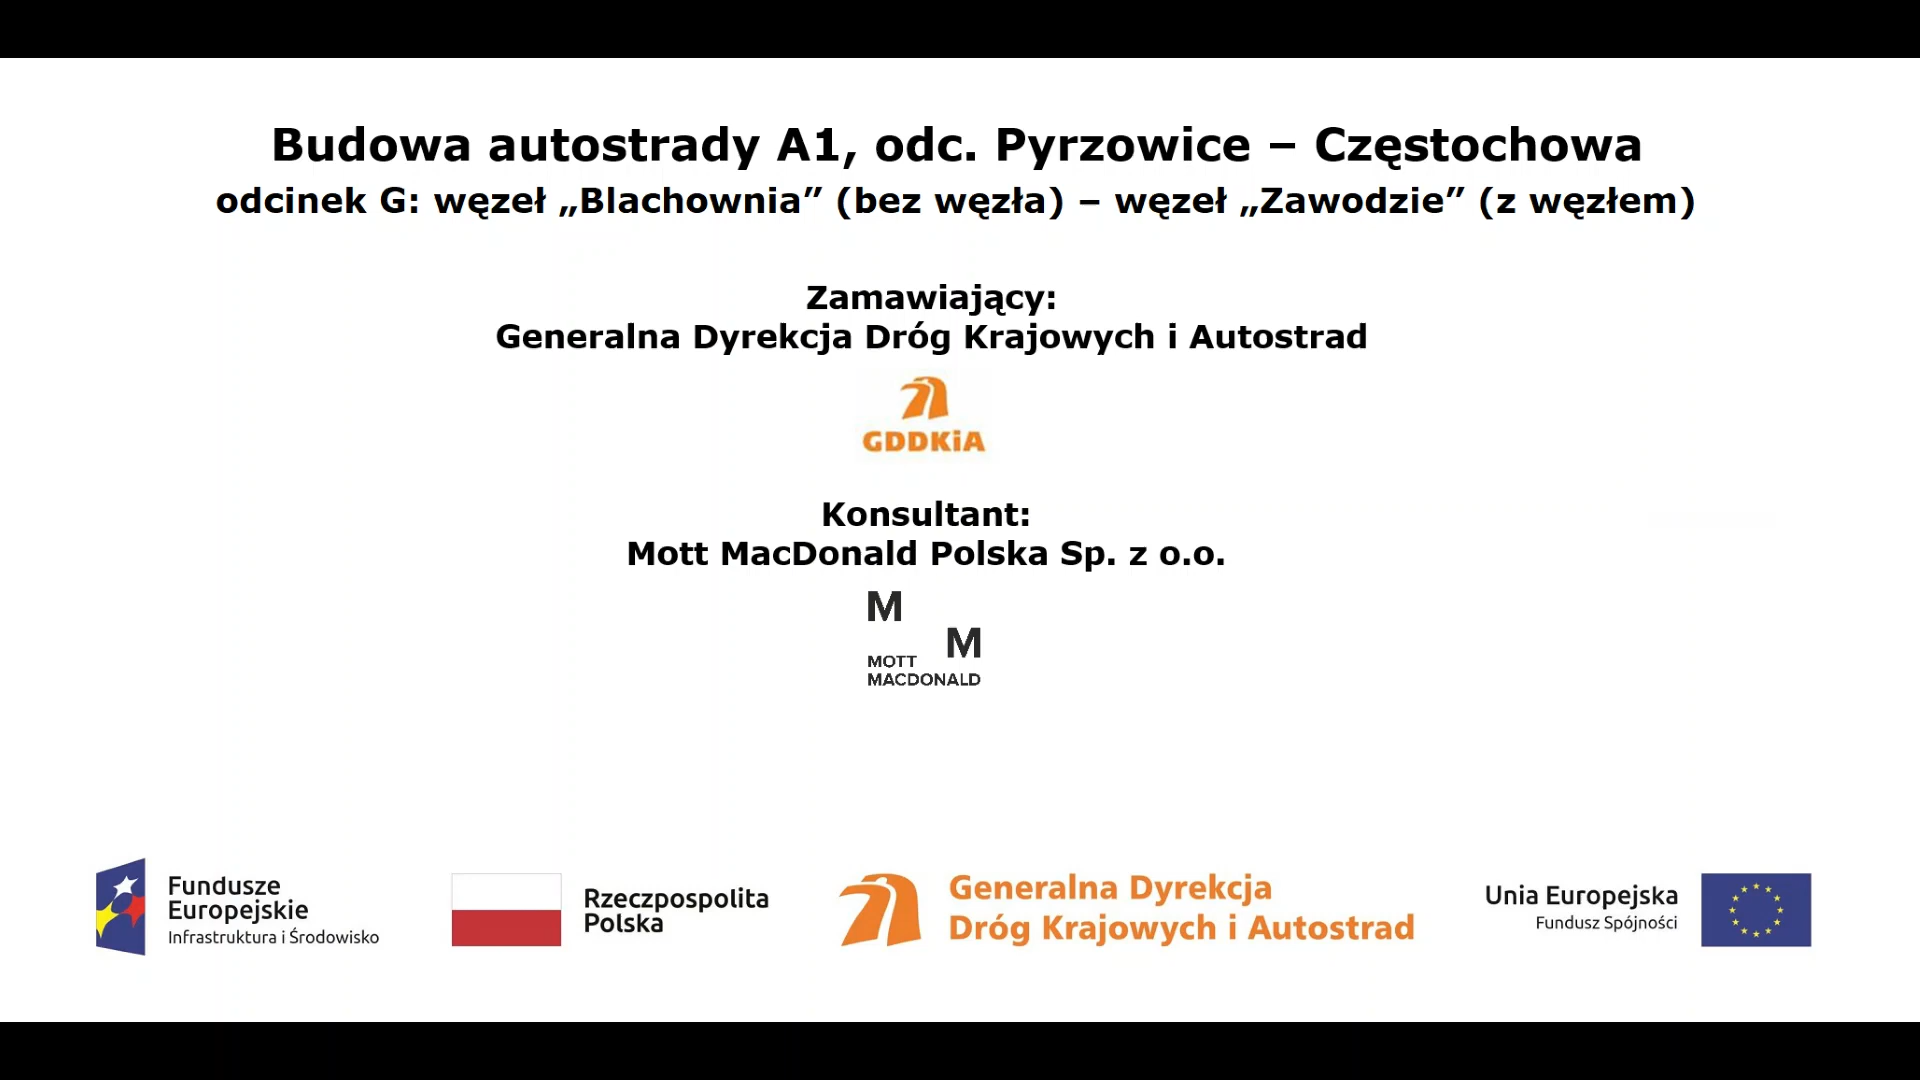 Budowa autostrady A1, odc. Pyrzowice – Częstochowa
odcinek G: węzeł „Blachownia” (bez węzła) – węzeł „Zawodzie” (z węzłem)
Zamawiający:
Generalna Dyrekcja Dróg Krajowych i Autostrad
GDDKiA
Konsultant:
Mott MacDonald Polska Sp. z o.o.
M
M
MOTT
MACDONALD
Fundusze
Europejskie
Infrastruktura i Środowisko
Rzeczpospolita
Polska
Generalna Dyrekcja
Dróg Krajowych i Autostrad
Unia Europejska
Fundusz Spójności